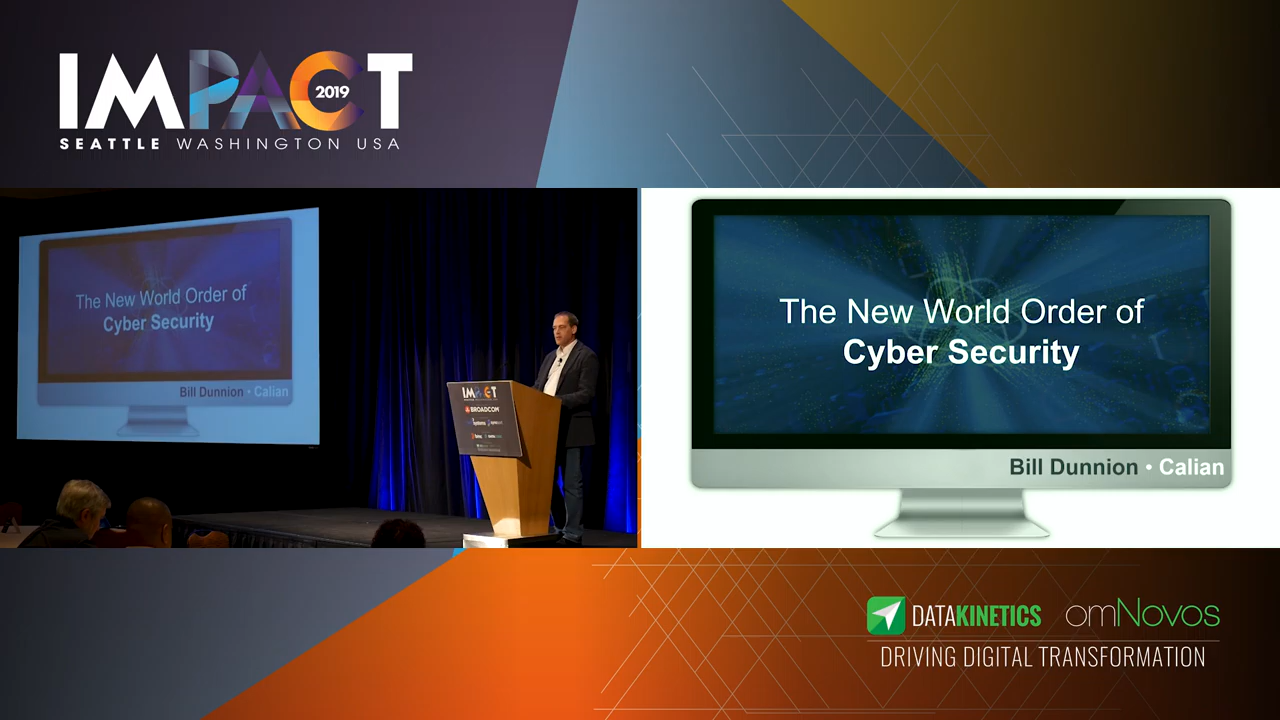 IMPACT
2019
SEATTLE WASHINGTON USA
The New World Order of
Cyber Security
Bill Dunnion • Calian
IMPACT
BROADCOM
The New World Order of
Cyber Security
Bill Dunnion • Calian
DATAKINETICS omNovos
DRIVING DIGITAL TRANSFORMATION